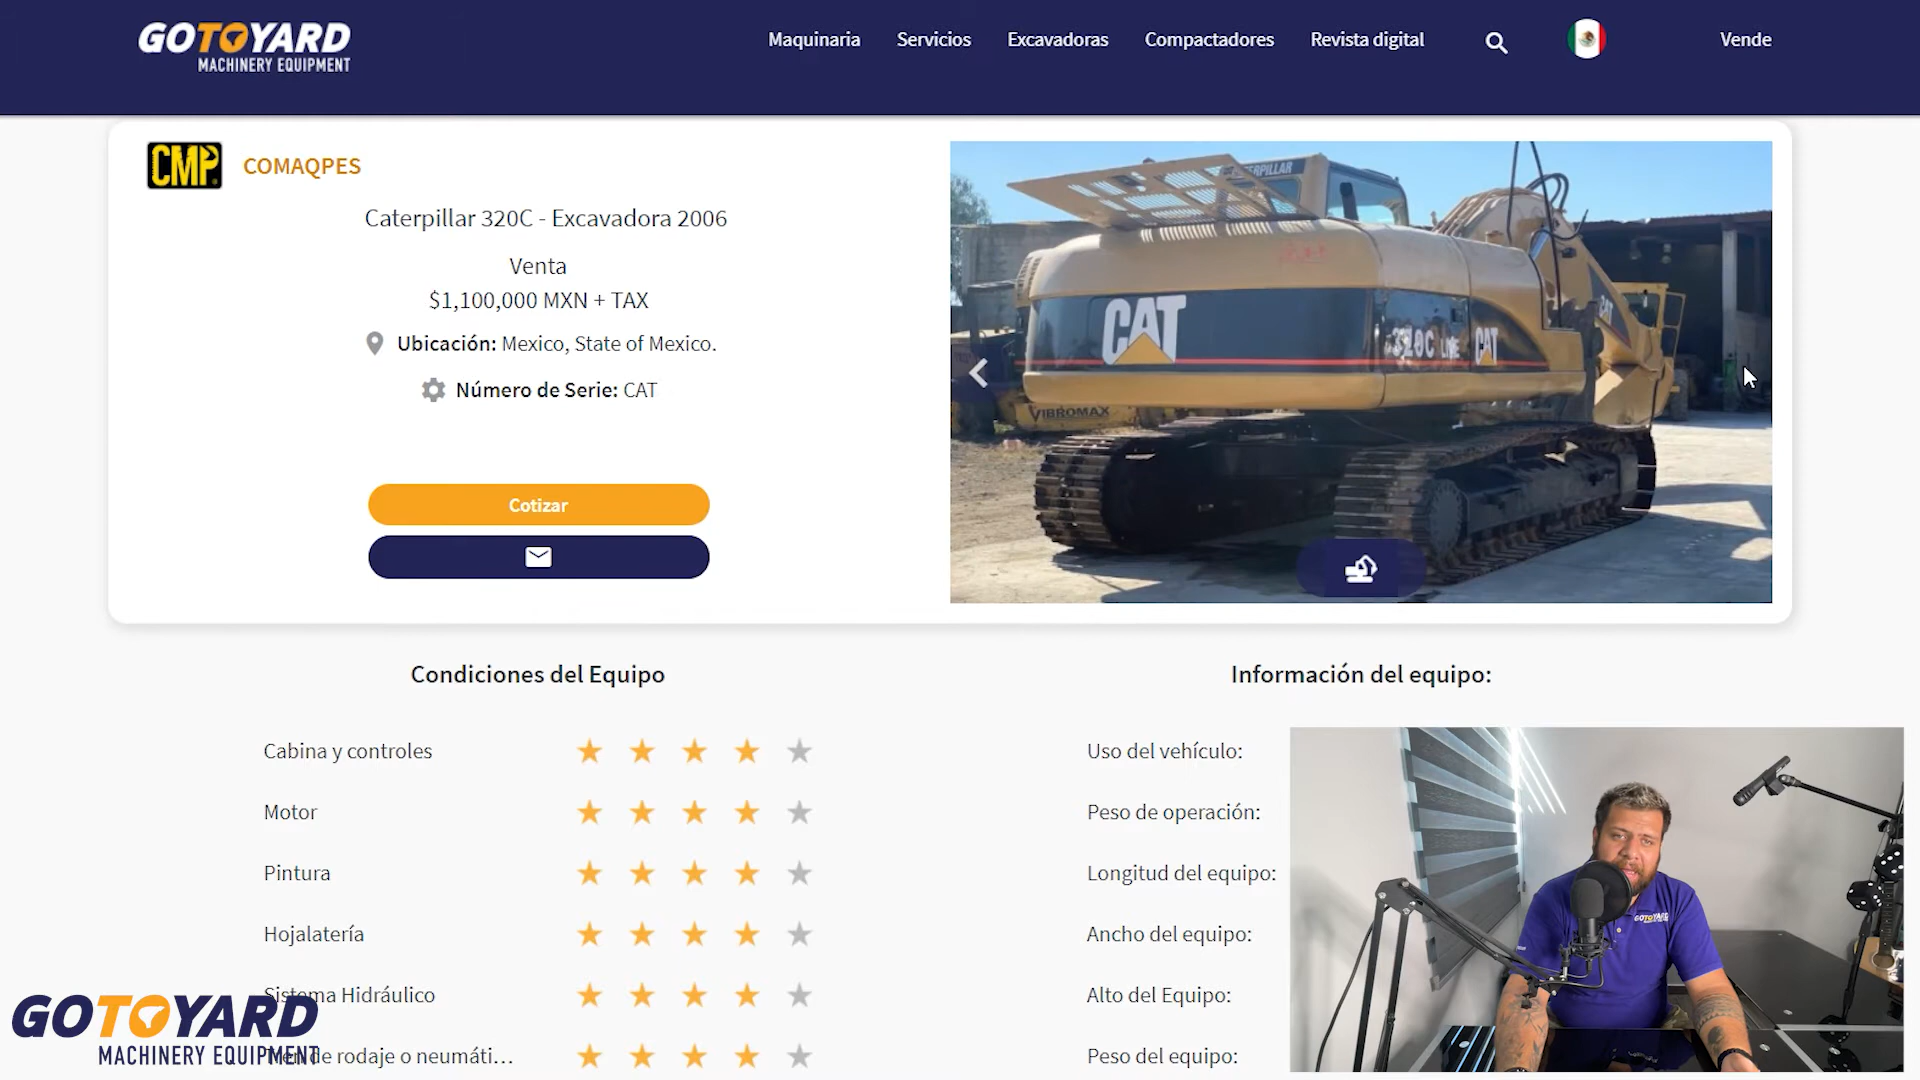 GOTOYARD
MACHINERY EQUIPMENT
Maquinaria
Servicios
Excavadoras
Compactadores
Revista digital
Vende
CMP
COMAQPES
Caterpillar 320C - Excavadora 2006
Venta
$1,100,000 MXN + TAX
Ubicación: Mexico, State of Mexico.
Número de Serie: CAT
Cotizar
CAT
320C
CAT
CAT
VIBROMAX
Condiciones del Equipo
Cabina y controles
Motor
Pintura
Hojalatería
Sistema Hidráulico
de rodaje o neumáti...
Información del equipo:
Uso del vehículo:
Peso de operación:
Longitud del equipo:
Ancho del equipo:
Alto del Equipo:
Peso del equipo:
GOTOYARD
GOTOYARD
MACHINERY EQUIPMENT